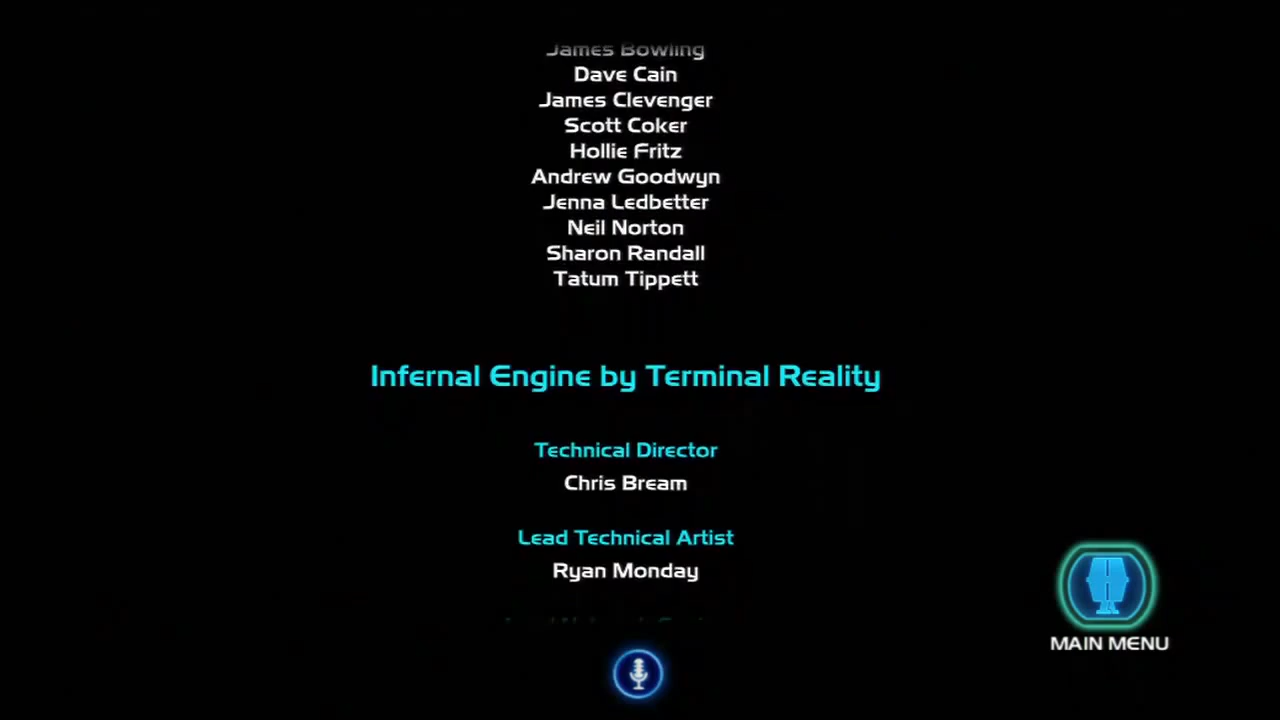 James Bowling
Dave Cain
James Clevenger
Scott Coker
Hollie Fritz
Andrew Goodwyn
Jenna Ledbetter
Neil Norton
Sharon Randall
Tatum Tippett
Infernal Engine by Terminal Reality
Technical Director
Chris Bream
Lead Technical Artist
Ryan Monday
MAIN MENU